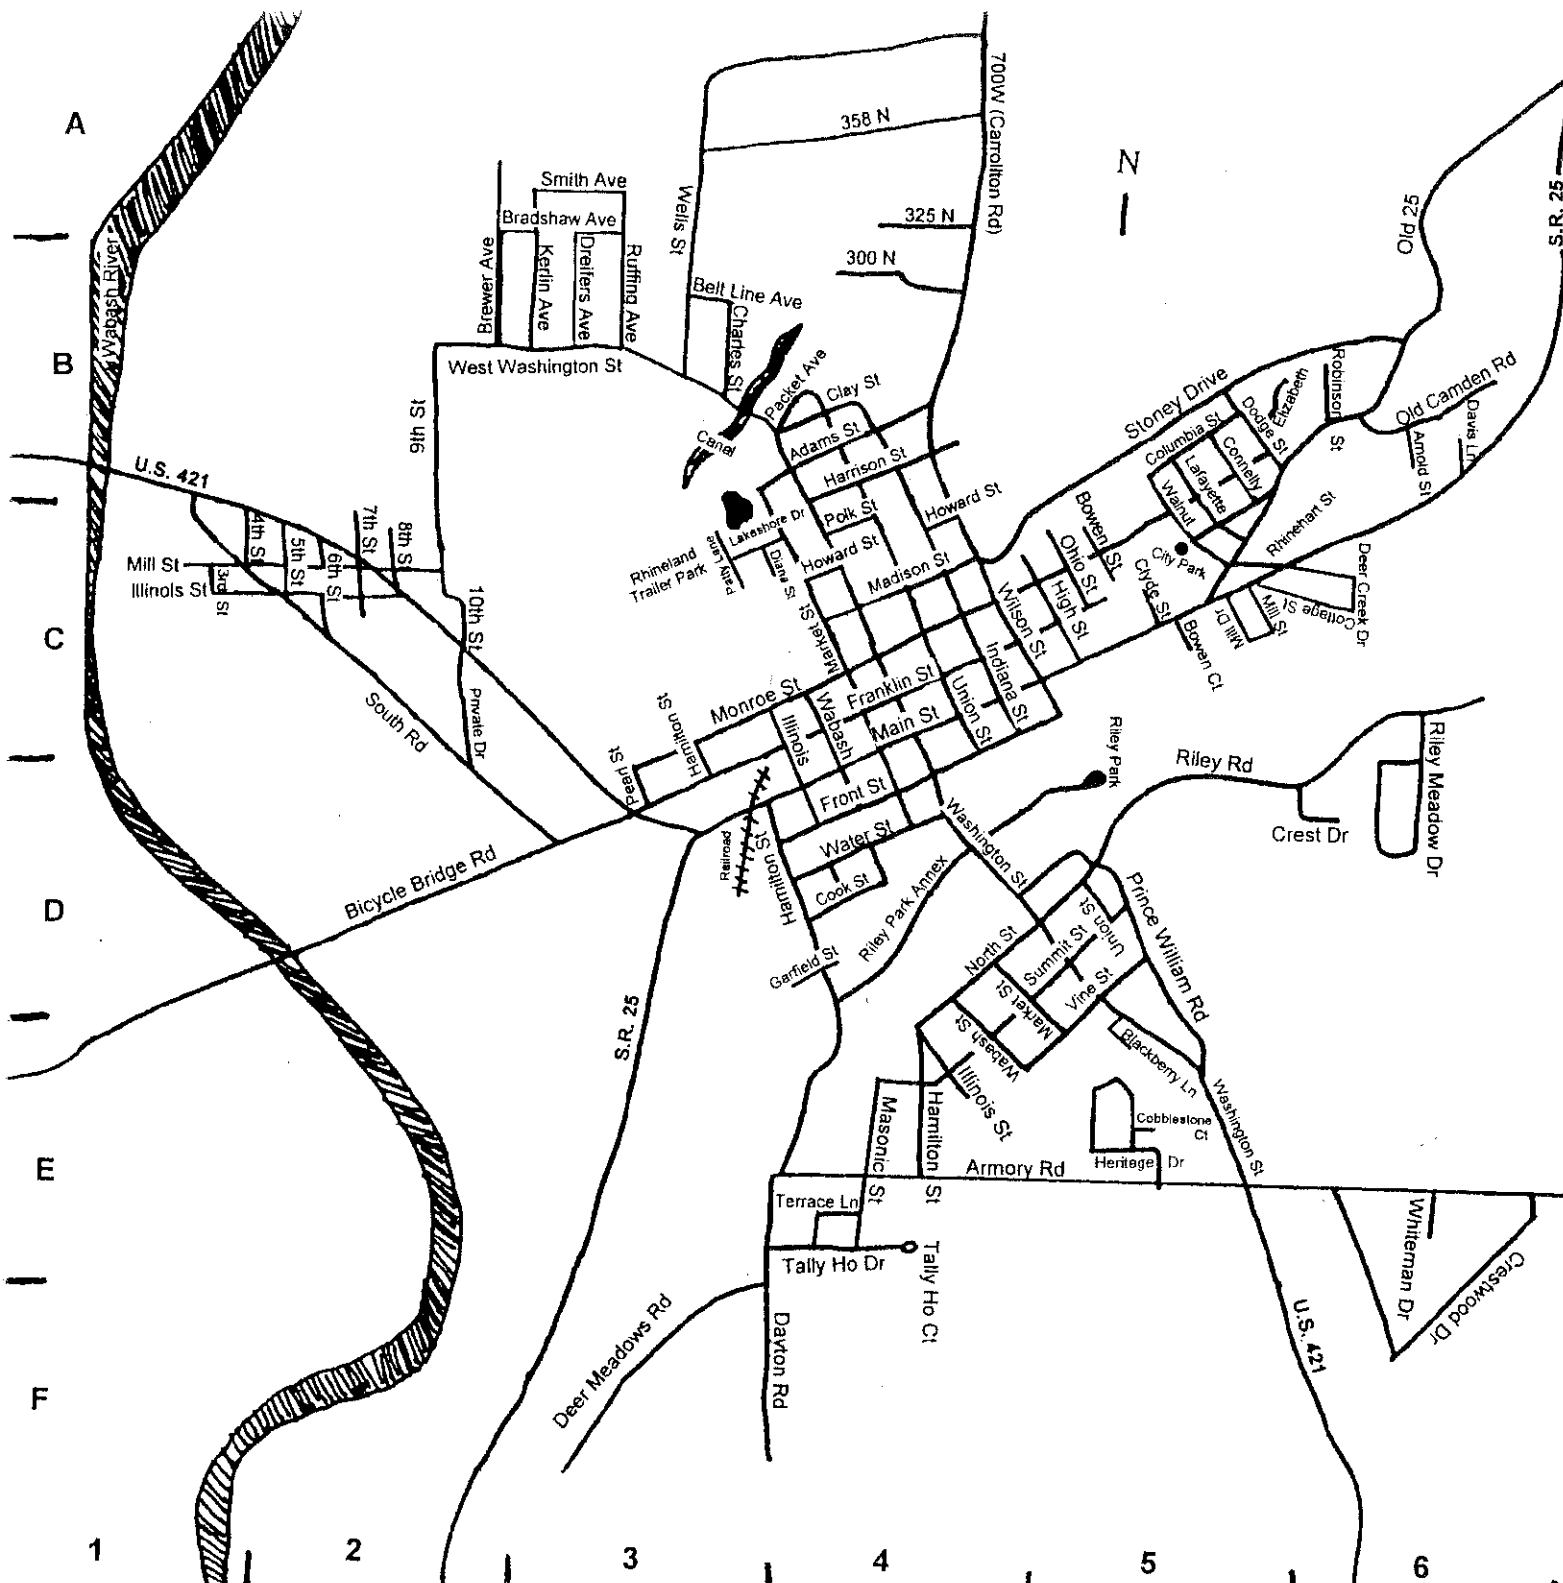 A
B
C
D
E
F
1
2
3
4
5
6
N
358 N
700W (Carrollton Rd)
325 N
300 N
Wells St
Smith Ave
Bradshaw Ave
Brewer Ave
Kerlin Ave
Dreifers Ave
Ruffing Ave
Belt Line Ave
Charles St
West Washington St
Wabash River
Old 25
S.R. 25
Canal
Packet Ave
Clay St
Adams St
Harrison St
Stoney Drive
Columbia St
Dodge St
Elizabeth
Robinson St
Old Camden Rd
Davis Ln
Arnold St
Connelly
Lafayette
Walnut
9th St
U.S. 421
4th St
5th St
6th St
7th St
8th St
Mill St
Illinois St
3rd St
10th St
Private Dr
South Rd
Lakeshore Dr
Polk St
Howard St
Howard St
Rhineland
Trailer Park
Patty Lane
Madison St
Market St
Bowen St
Ohio St
High St
Wilson St
City Park
Clyde St
Rhinehart St
Deer Creek Dr
Cottage St
Mill St
Mill Dr
Bowen Ct
Indiana St
Union St
Franklin St
Main St
Monroe St
Wabash
Illinois
Hamilton St
Pearl St
Front St
Water St
Cook St
Hamilton St
Railroad
Garfield St
Riley Park Annex
Washington St
Riley Park
Riley Rd
Crest Dr
Riley Meadow Dr
Bicycle Bridge Rd
S.R. 25
North St
Summit St
Union St
Vine St
Market St
Wabash St
Illinois St
Prince William Rd
Blackberry Ln
Washington St
Cobblestone
Ct
Heritage Dr
Masonic St
Hamilton St
Armory Rd
Terrace Ln
Tally Ho Dr
Tally Ho Ct
Whiteman Dr
Crestwood Dr
U.S. 421
Deer Meadows Rd
Dayton Rd